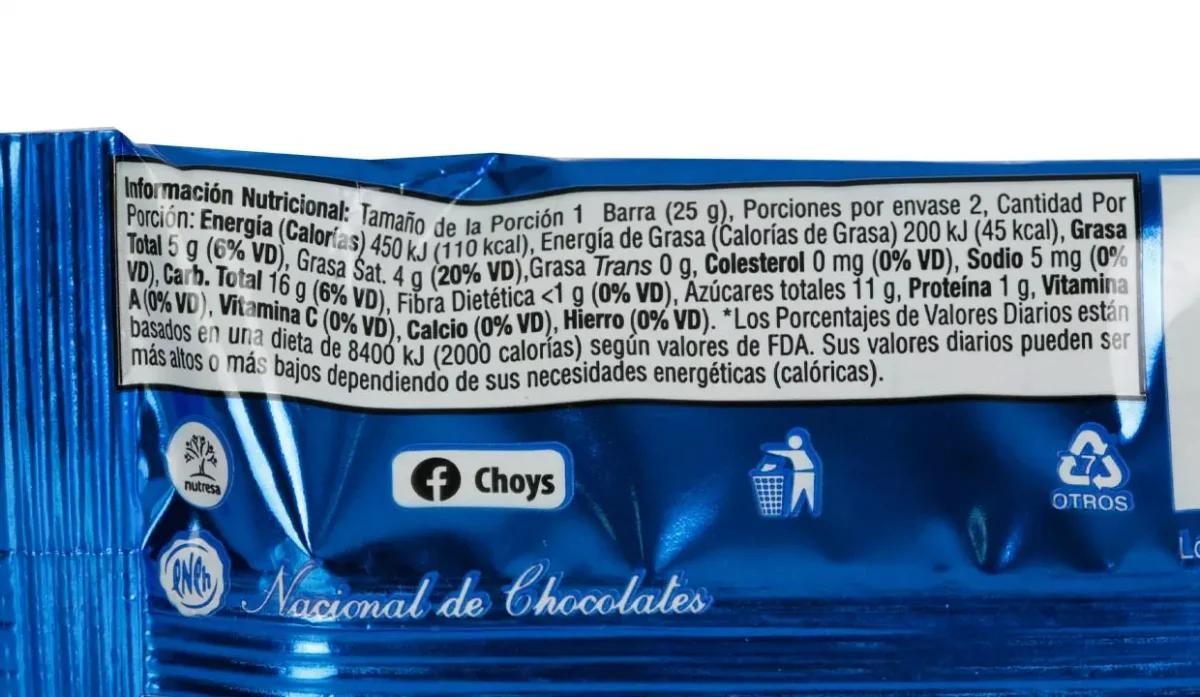 Información Nutricional: Tamaño de la Porción 1 Barra (25 g), Porciones por envase 2, Cantidad Por
Porción: Energía (Calorías) 450 kJ (110 kcal), Energía de Grasa (Calorías de Grasa) 200 kJ (45 kcal), Grasa
Total 5 g (6% VD), Grasa Sat. 4 g (20% VD),Grasa Trans 0 g, Colesterol 0 mg (0% VD), Sodio 5 mg (0%
VD), Carb. Total 16 g (6% VD), Fibra Dietética <1 g (0% VD), Azúcares totales 11 g, Proteína 1 g, Vitamina
A (0% VD), Vitamina C (0% VD), Calcio (0% VD), Hierro (0% VD). *Los Porcentajes de Valores Diarios están
basados en una dieta de 8400 kJ (2000 calorías) según valores de FDA. Sus valores diarios pueden ser
más altos o más bajos dependiendo de sus necesidades energéticas (calóricas).
nutresa
Choys
7
OTROS
Nacional de Chocolates